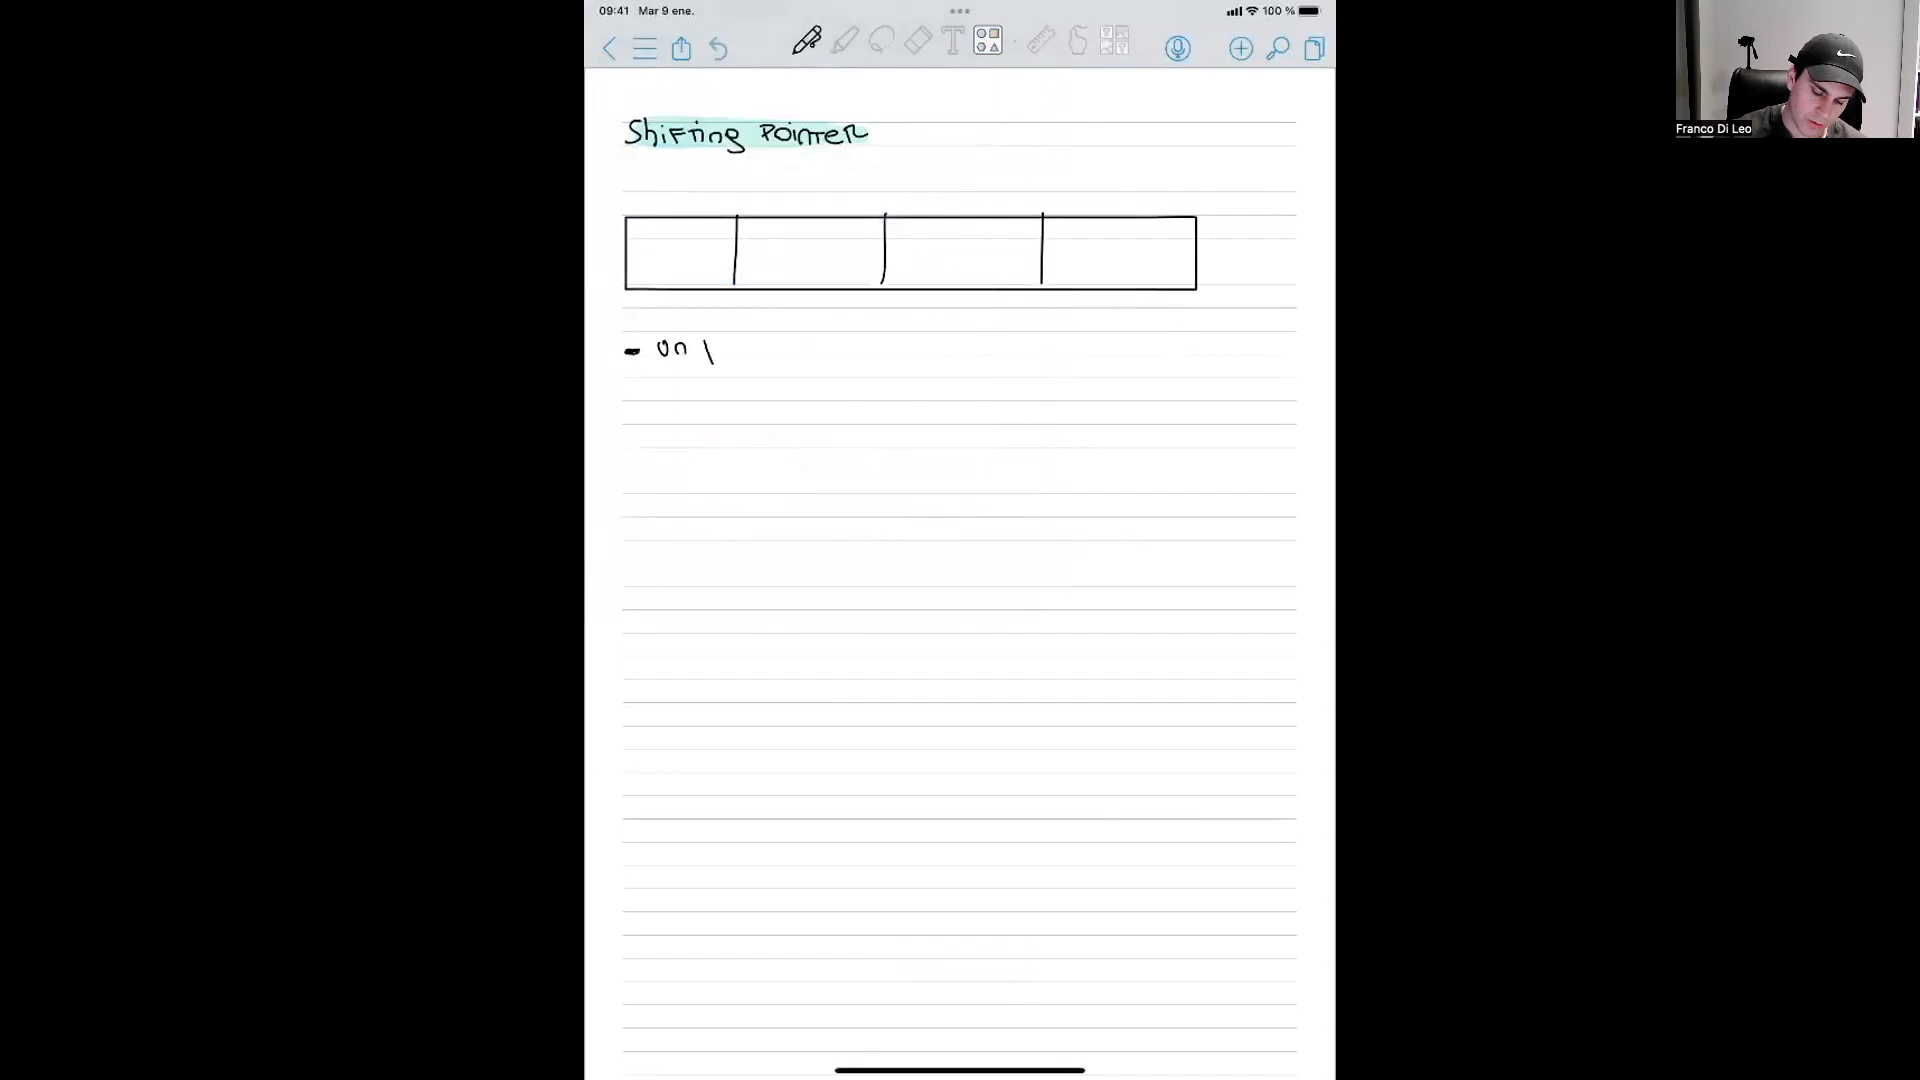 09:41 Mar 9 ene. 100 %
Franco Di Leo
Shifting Pointer
- Un